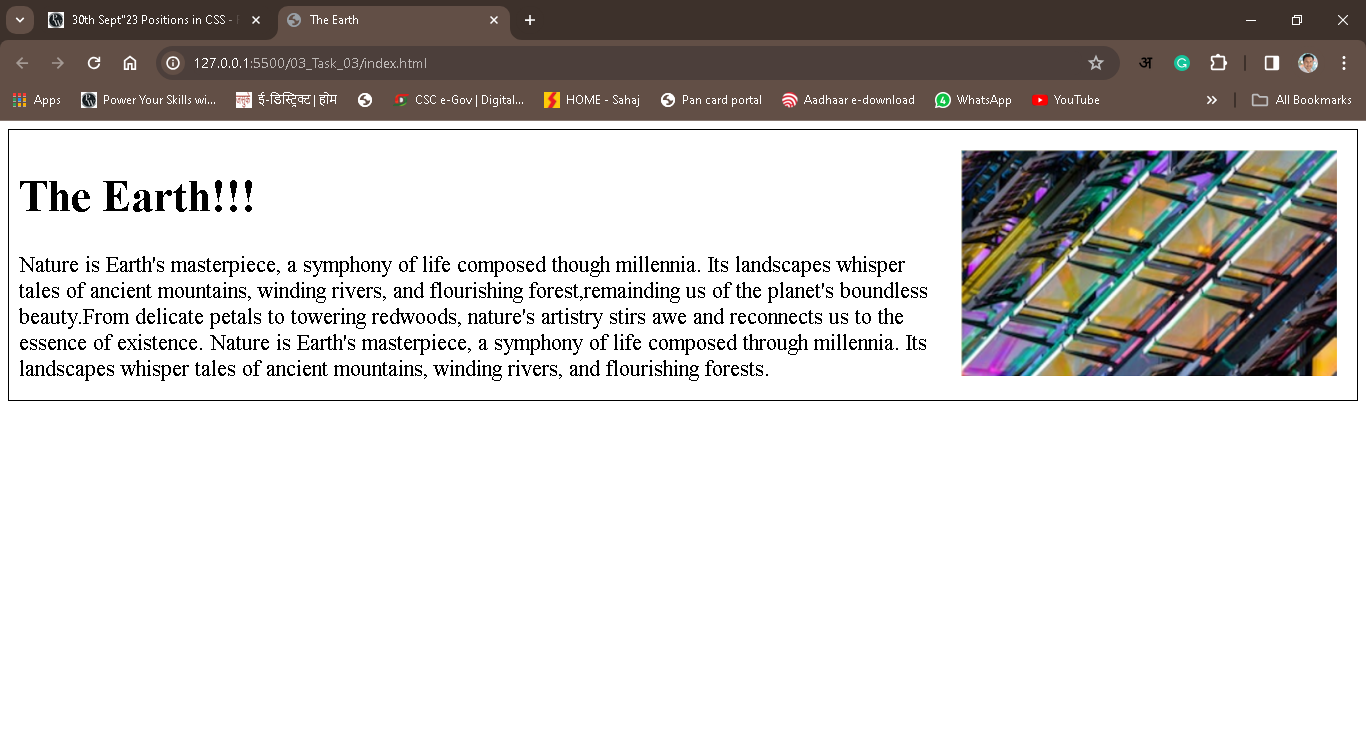 30th Sept"23 Positions in CSS -
The Earth
127.0.0.1:5500/03_Task_03/index.html
अ
G
Apps
Power Your Skills wi...
ई-डिस्ट्रिक्ट | होम
CSC e-Gov | Digital...
HOME - Sahaj
Pan card portal
Aadhaar e-download
4
WhatsApp
YouTube
All Bookmarks
The Earth!!!
Nature is Earth's masterpiece, a symphony of life composed though millennia. Its landscapes whisper
tales of ancient mountains, winding rivers, and flourishing forest,remainding us of the planet's boundless
beauty.From delicate petals to towering redwoods, nature's artistry stirs awe and reconnects us to the
essence of existence. Nature is Earth's masterpiece, a symphony of life composed through millennia. Its
landscapes whisper tales of ancient mountains, winding rivers, and flourishing forests.